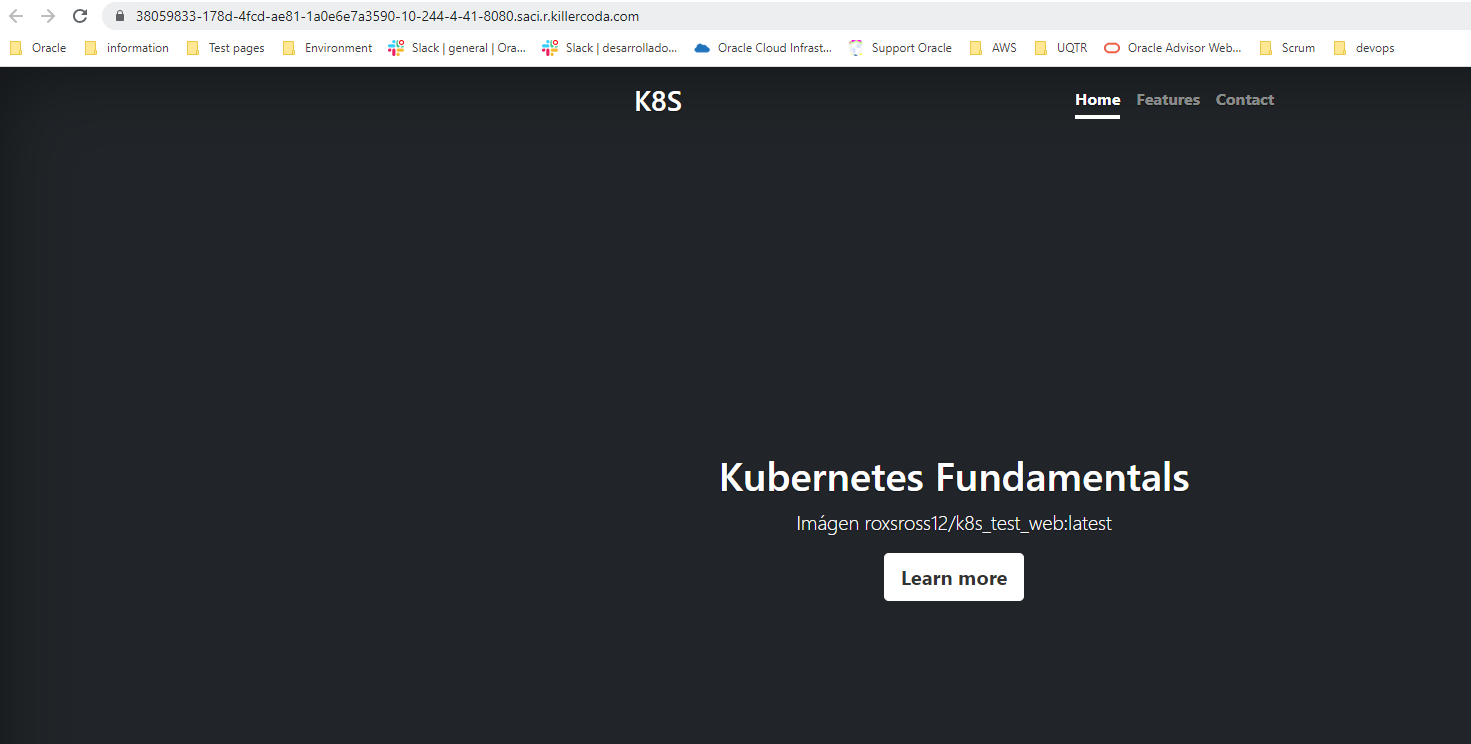 38059833-178d-4fcd-ae81-1a0e6e7a3590-10-244-4-41-8080.saci.r.killercoda.com
Oracle information Test pages Environment Slack | general | Ora... Slack | desarrollado... Oracle Cloud Infrast... Support Oracle AWS UQTR Oracle Advisor Web... Scrum devops
K8S Home Features Contact
Kubernetes Fundamentals
Imágen roxsross12/k8s_test_web:latest
Learn more